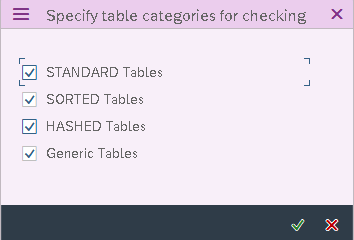 Specify table categories for checking
STANDARD Tables
SORTED Tables
HASHED Tables
Generic Tables